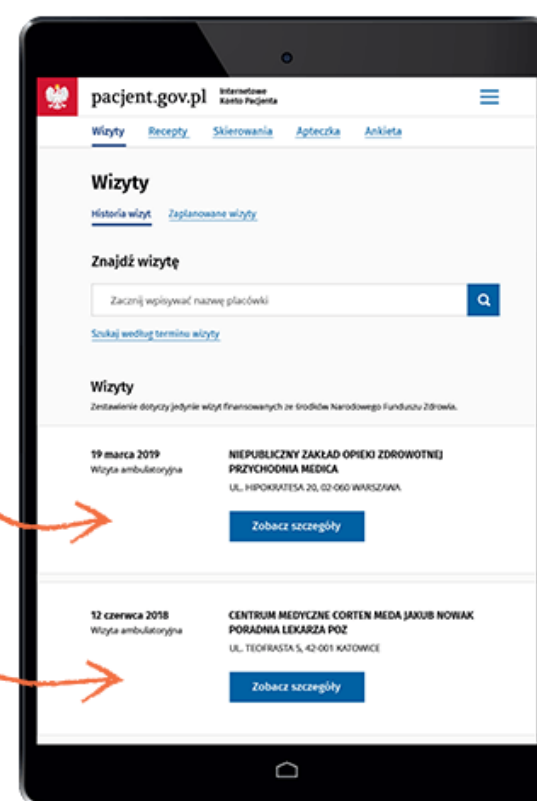 pacjent.gov.pl
Internetowe
Konto Pacjenta
Wizyty Recepty Skierowania Apteczka Ankieta
Wizyty
Historia wizyt Zaplanowane wizyty
Znajdź wizytę
Zacznij wpisywać nazwę placówki
Szukaj według terminu wizyty
Wizyty
Zestawienie dotyczy jedynie wizyt finansowanych ze środków Narodowego Funduszu Zdrowia.
19 marca 2019
Wizyta ambulatoryjna
NIEPUBLICZNY ZAKŁAD OPIEKI ZDROWOTNEJ
PRZYCHODNIA MEDICA
UL. HIPOKRATESA 20, 02-060 WARSZAWA
Zobacz szczegóły
12 czerwca 2018
Wizyta ambulatoryjna
CENTRUM MEDYCZNE CORTEN MEDA JAKUB NOWAK
PORADNIA LEKARZA POZ
UL. TEOFRASTA 5, 42-001 KATOWICE
Zobacz szczegóły